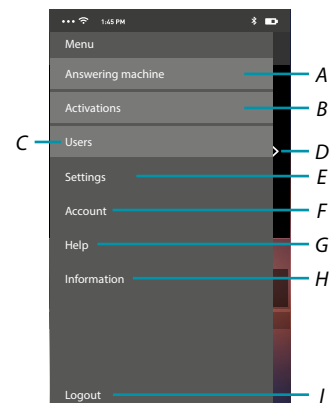 1:45 PM
Menu
Answering machine A
Activations B
C Users
D
Settings E
Account F
Help G
Information H
Logout I